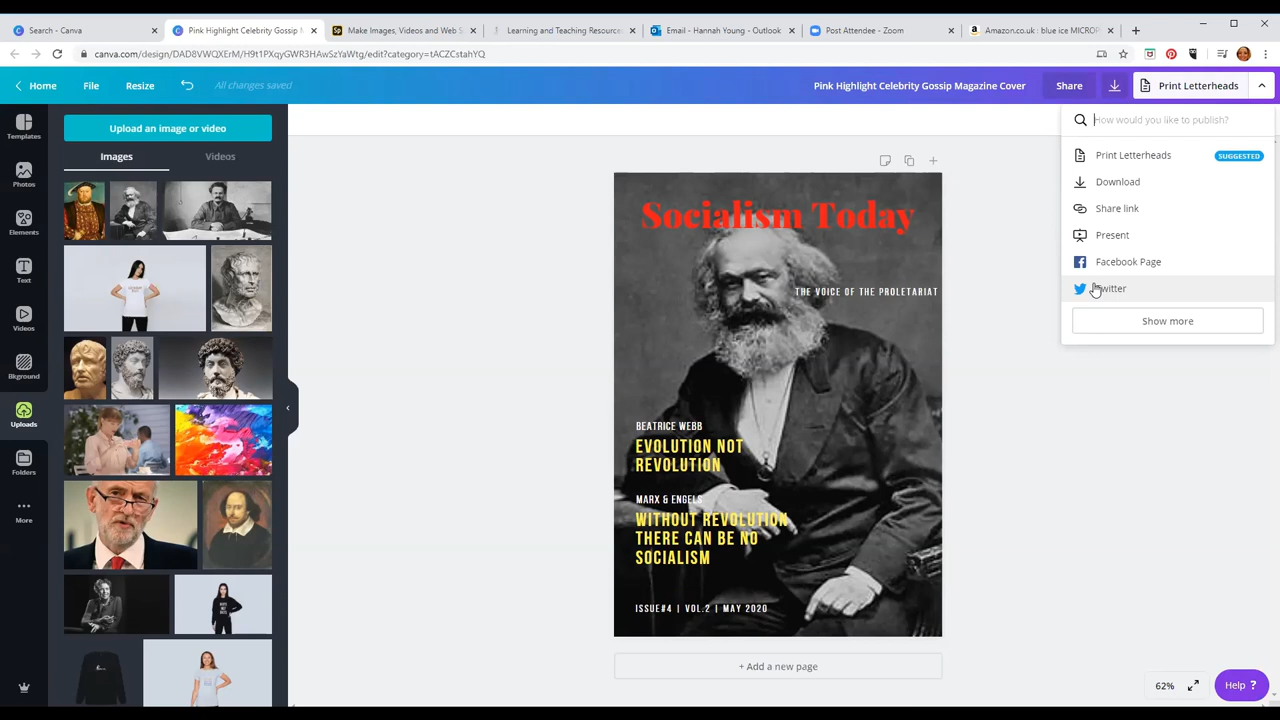 Search - Canva
Pink Highlight Celebrity Gossip M
Make Images, Videos and Web S
Learning and Teaching Resource
Email - Hannah Young - Outlook
Post Attendee - Zoom
Amazon.co.uk : blue ice MICROP
canva.com/design/DAD8VWQXErM/H9t1PXqyGWR3HAwSzYaWtg/edit?category=tACZCstahYQ
Home
File
Resize
All changes saved
Pink Highlight Celebrity Gossip Magazine Cover
Share
Print Letterheads
Templates
Photos
Elements
Text
Videos
Bkground
Uploads
Folders
More
Upload an image or video
Images
Videos
Socialism Today
THE VOICE OF THE PROLETARIAT
BEATRICE WEBB
EVOLUTION NOT
REVOLUTION
MARX & ENGELS
WITHOUT REVOLUTION
THERE CAN BE NO
SOCIALISM
ISSUE#4 | VOL.2 | MAY 2020
+ Add a new page
How would you like to publish?
Print Letterheads
SUGGESTED
Download
Share link
Present
Facebook Page
Twitter
Show more
62%
Help ?